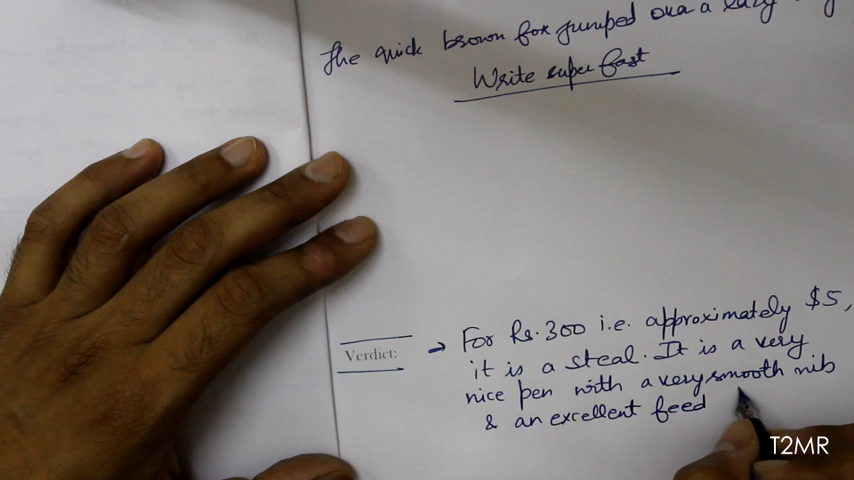 The quick brown fox jumped ova a lazy
Write super fast
Verdict: → For Rs. 300 i.e. approximately $5,
it is a steal. It is a very
nice pen with a very smooth nib
& an excellent feed
T2MR